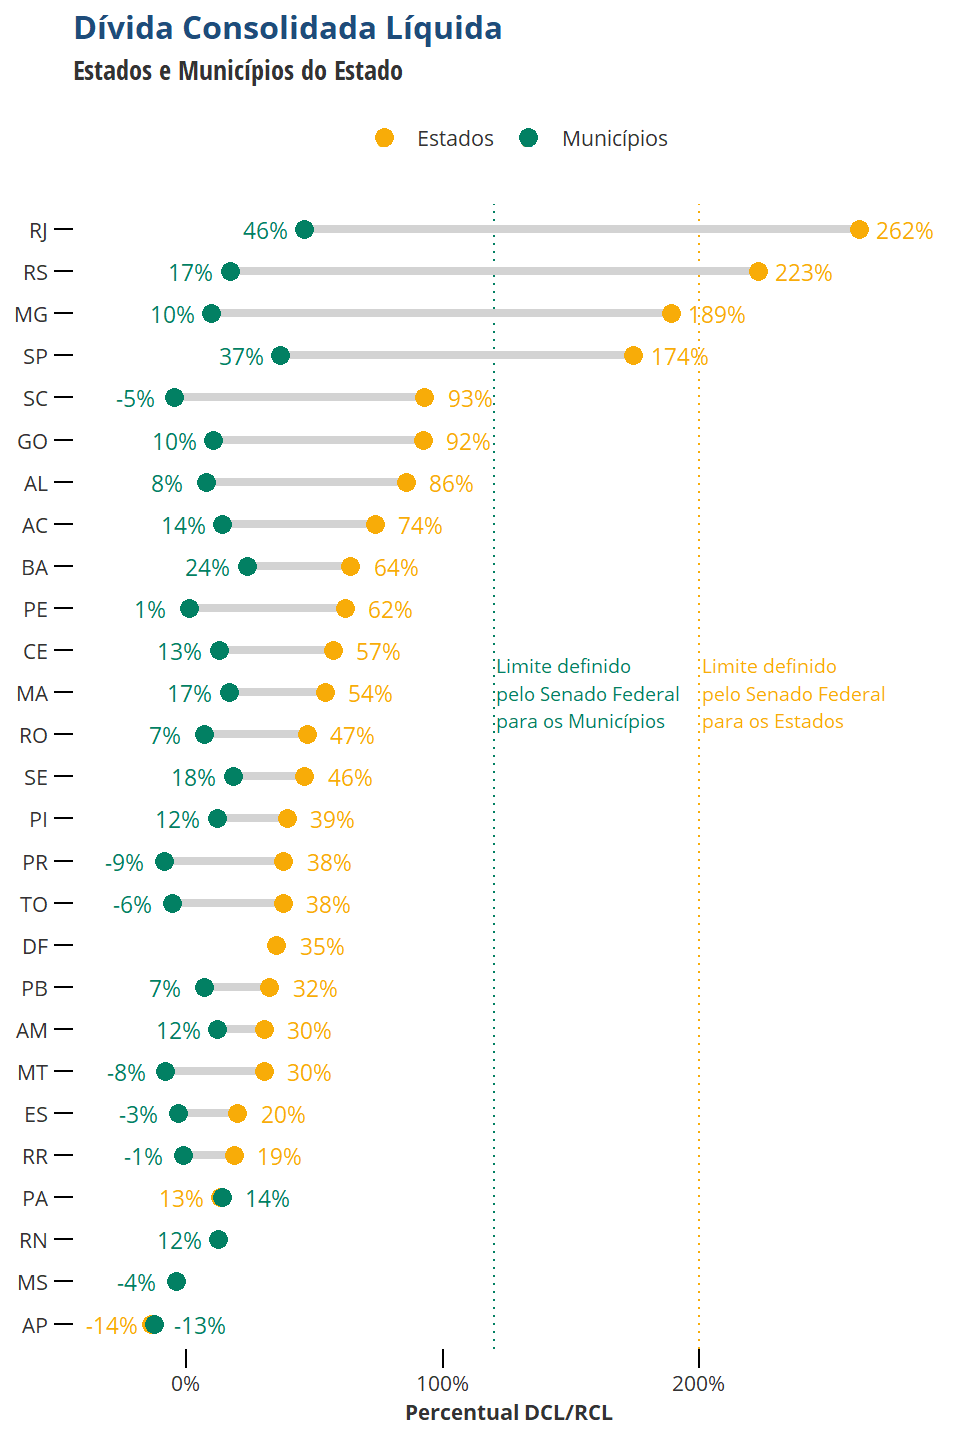 Dívida Consolidada Líquida
Estados e Municípios do Estado
Estados Municípios
RJ 46% 262%
RS 17% 223%
MG 10% 189%
SP 37% 174%
SC -5% 93%
GO 10% 92%
AL 8% 86%
AC 14% 74%
BA 24% 64%
PE 1% 62%
CE 13% 57%
Limite definido
pelo Senado Federal
para os Municípios
Limite definido
pelo Senado Federal
para os Estados
MA 17% 54%
RO 7% 47%
SE 18% 46%
PI 12% 39%
PR -9% 38%
TO -6% 38%
DF 35%
PB 7% 32%
AM 12% 30%
MT -8% 30%
ES -3% 20%
RR -1% 19%
PA 13% 14%
RN 12%
MS -4%
AP -14% -13%
0% 100% 200%
Percentual DCL/RCL